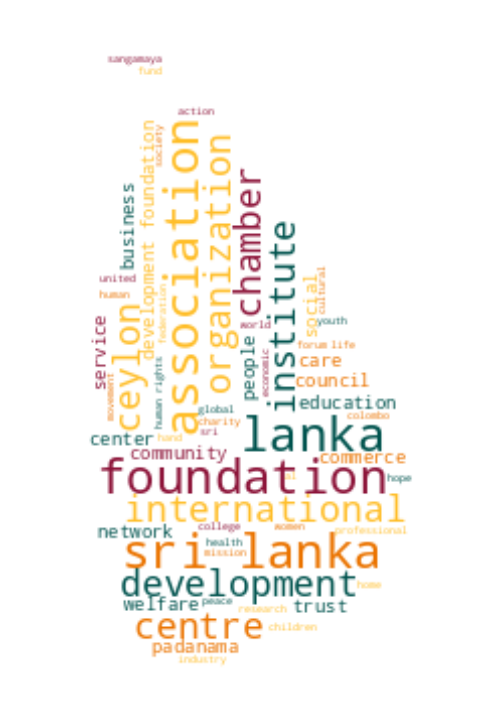 sangamaya
fund
action
association
organization
society
development foundation
chamber
business
institute
federation
united
human
ceylon
service
movement
human rights
world
people
economic
social
cultural
youth
forum life
care
council
education
colombo
global
charity
sri
lanka
center
hand
community
commerce
foundation
hope
international
network
college
women
professional
health
mission
sri lanka
development
home
welfare
peace
research
trust
centre
children
padanama
industry